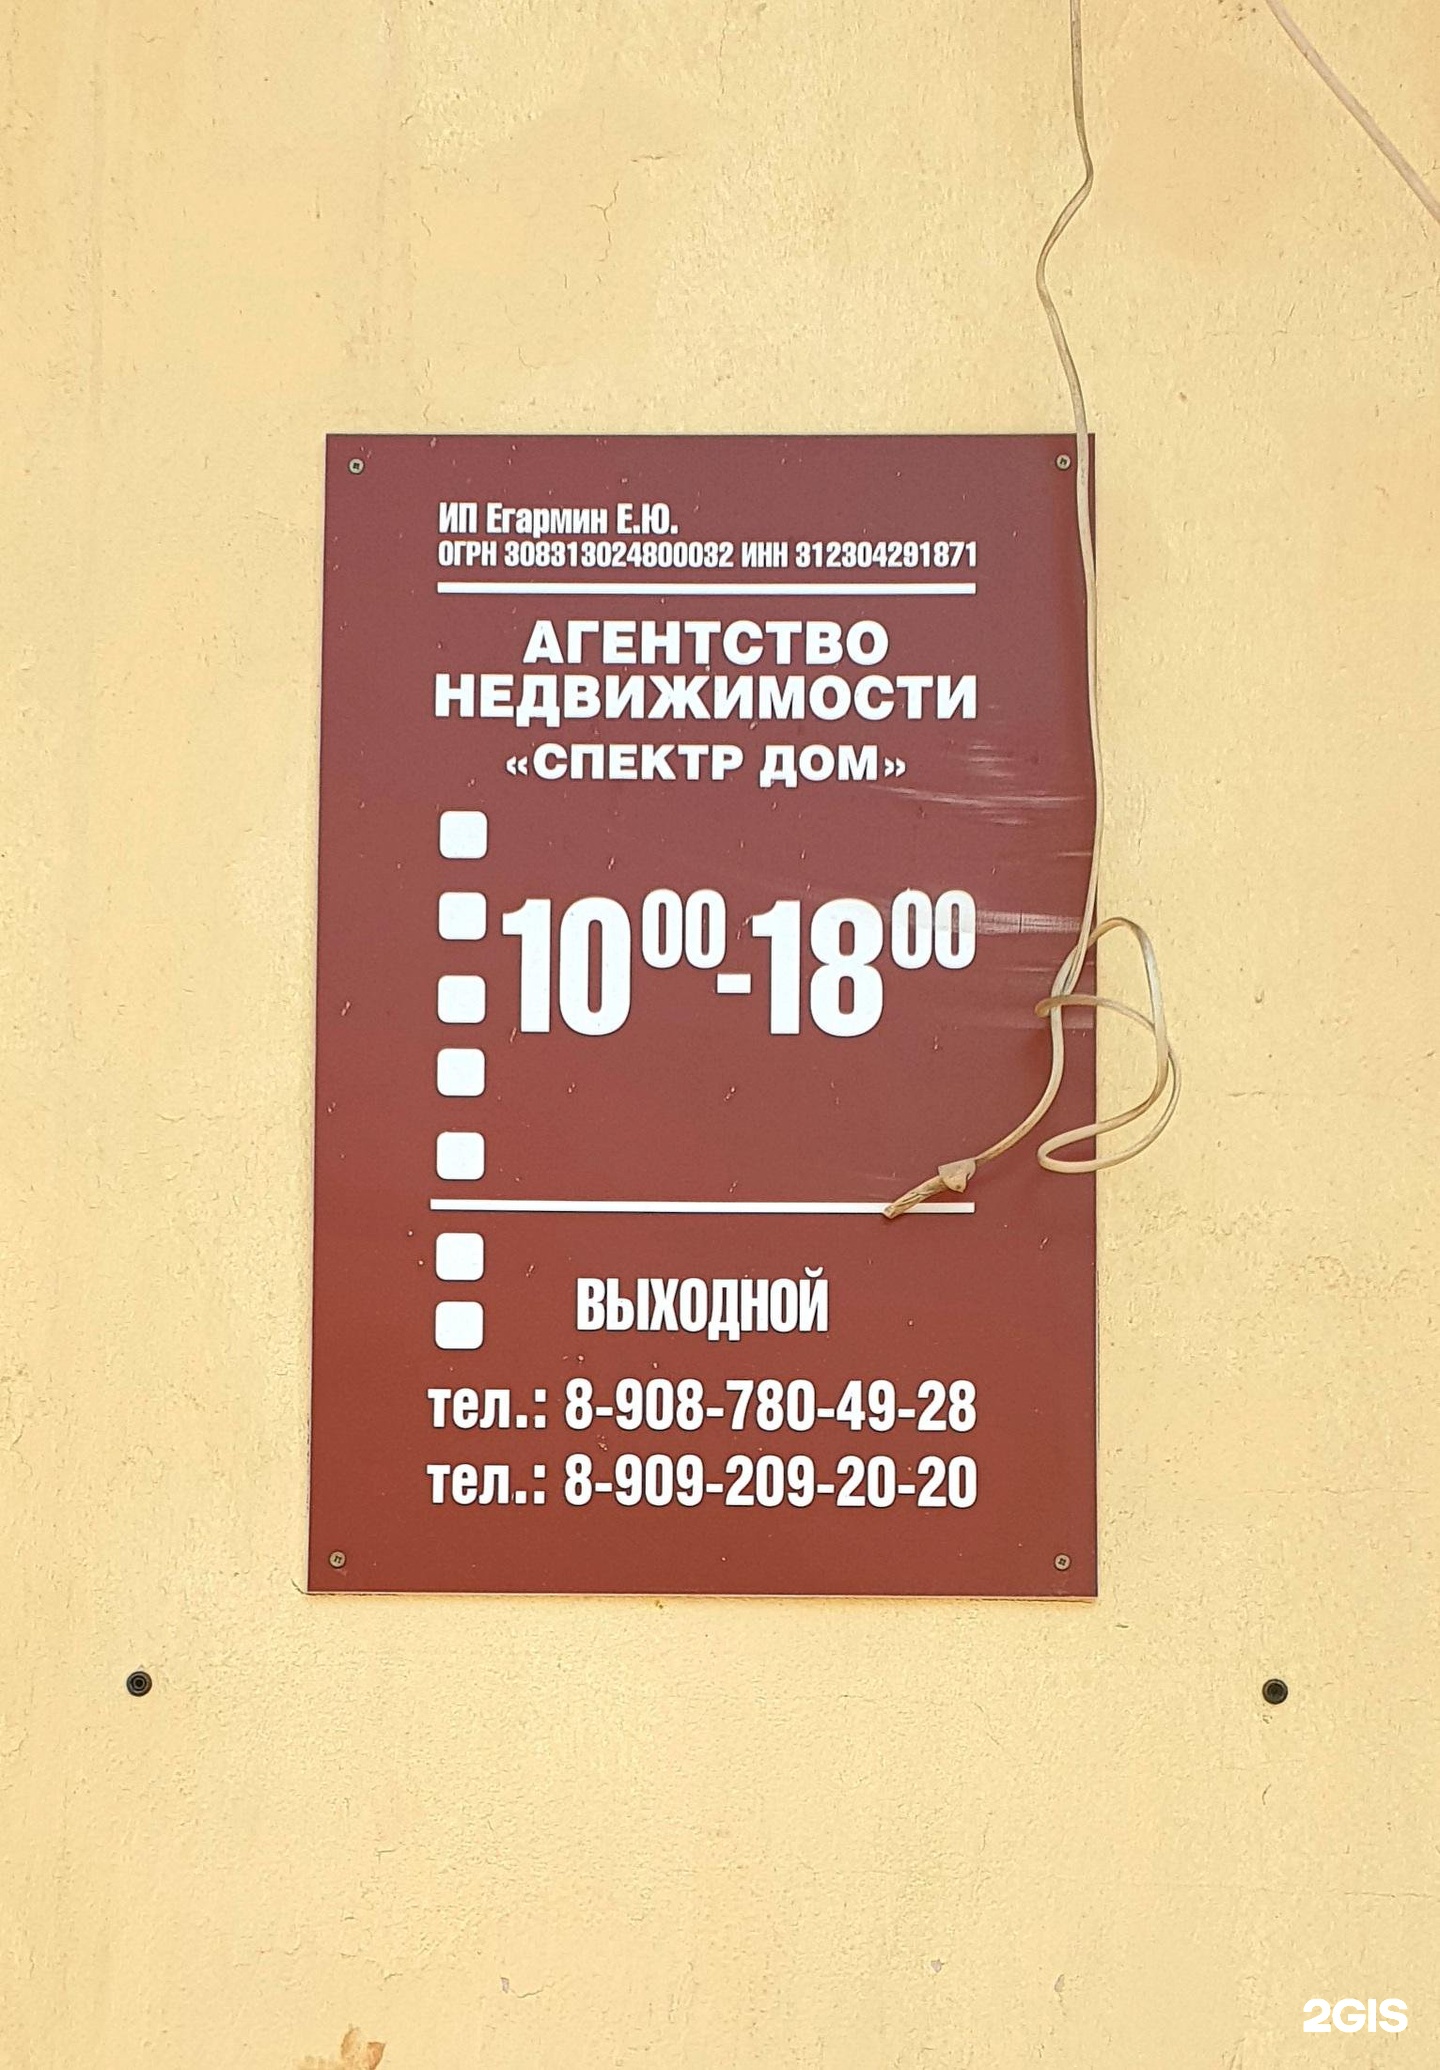 ИП Егармин Е.Ю.
ОГРН 308313024800032 ИНН 312304291871
АГЕНТСТВО
НЕДВИЖИМОСТИ
«СПЕКТР ДОМ»
10⁰⁰-18⁰⁰
ВЫХОДНОЙ
тел.: 8-908-780-49-28
тел.: 8-909-209-20-20
2GIS